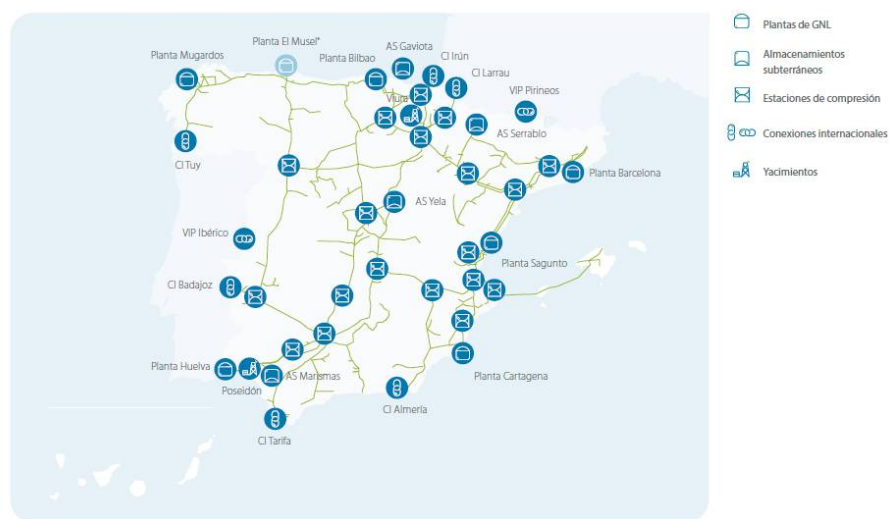 Planta El Musel*
Planta Mugardos
Planta Bilbao
AS Gaviota
CI Irún
CI Larrau
VIP Pirineos
Viura
AS Serrablo
CI Tuy
Planta Barcelona
AS Yela
VIP Ibérico
Planta Sagunto
CI Badajoz
Planta Huelva
Poseidón
AS Marismas
Planta Cartagena
CI Almería
CI Tarifa
Plantas de GNL
Almacenamientos
subterráneos
Estaciones de compresión
Conexiones internacionales
Yacimientos